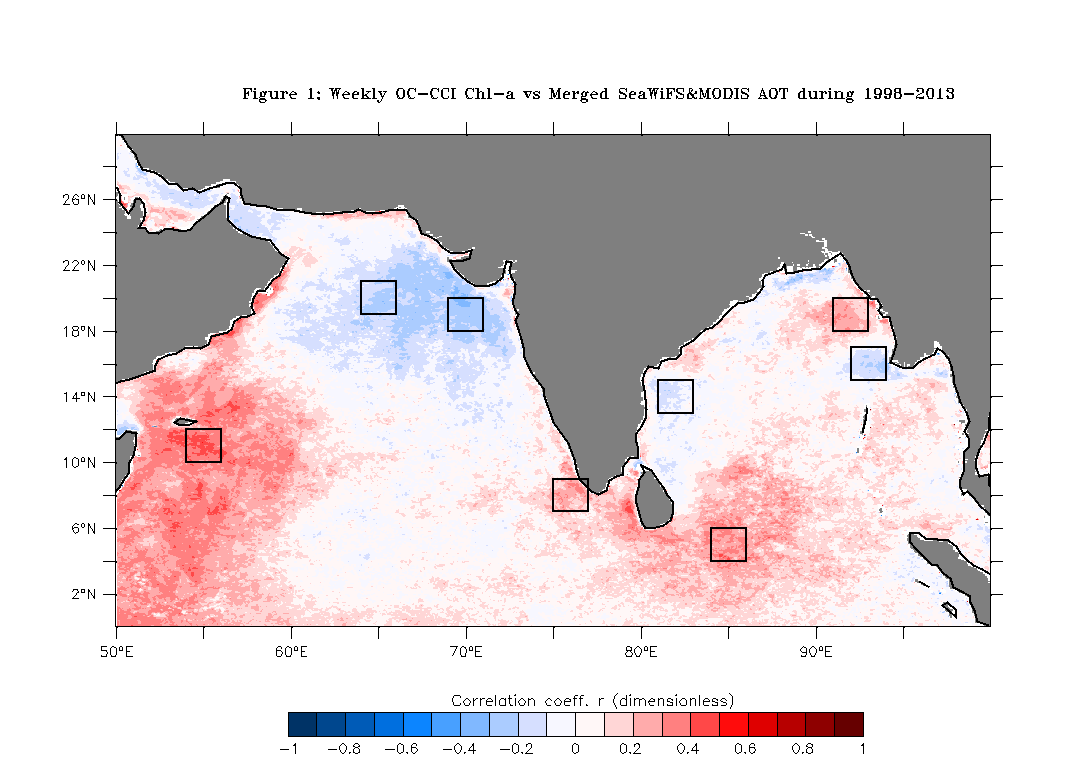 Figure 1: Weekly OC-CCI Chl-a vs Merged SeaWiFS&MODIS AOT during 1998-2013
26°N
22°N
18°N
14°N
10°N
6°N
2°N
50°E 60°E 70°E 80°E 90°E
Correlation coeff. r (dimensionless)
-1 -0.8 -0.6 -0.4 -0.2 0 0.2 0.4 0.6 0.8 1